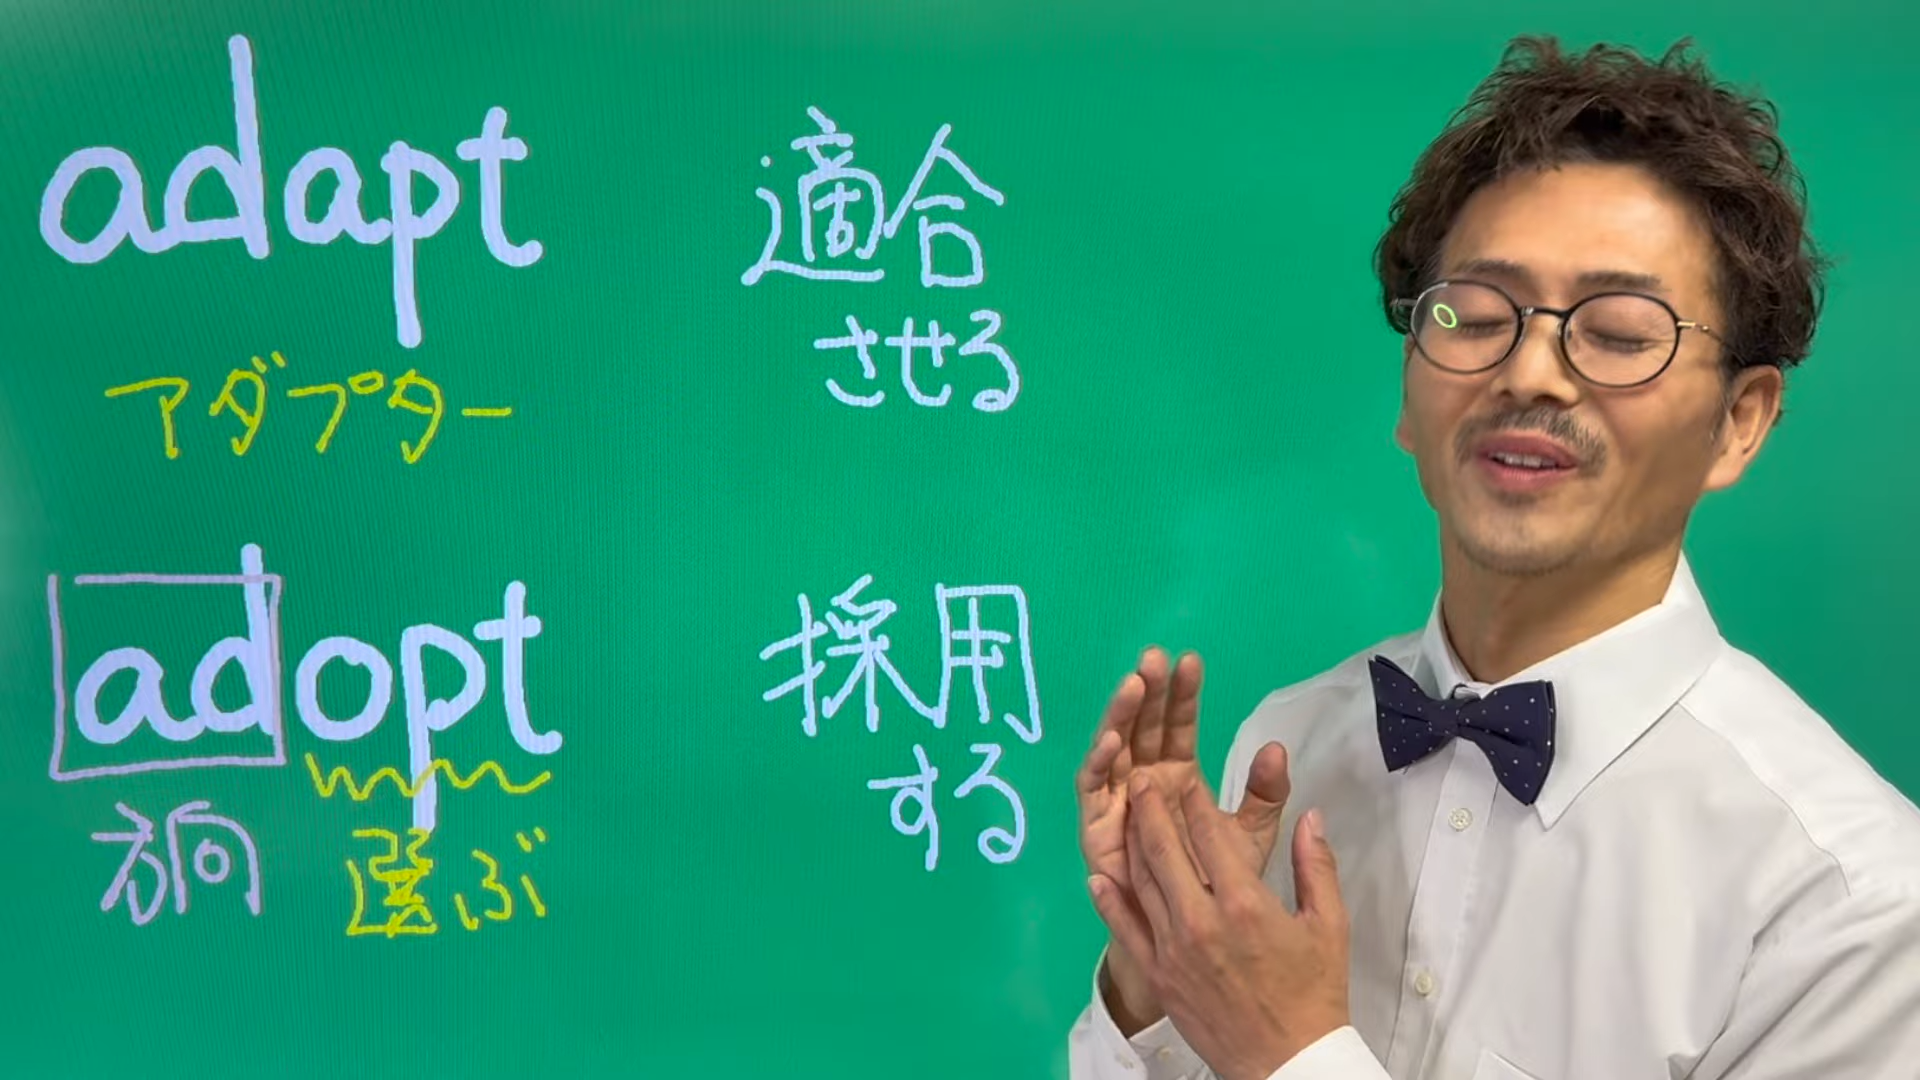 adapt
適合
させる
アダプター
adopt
採用
する
方向
選ぶ